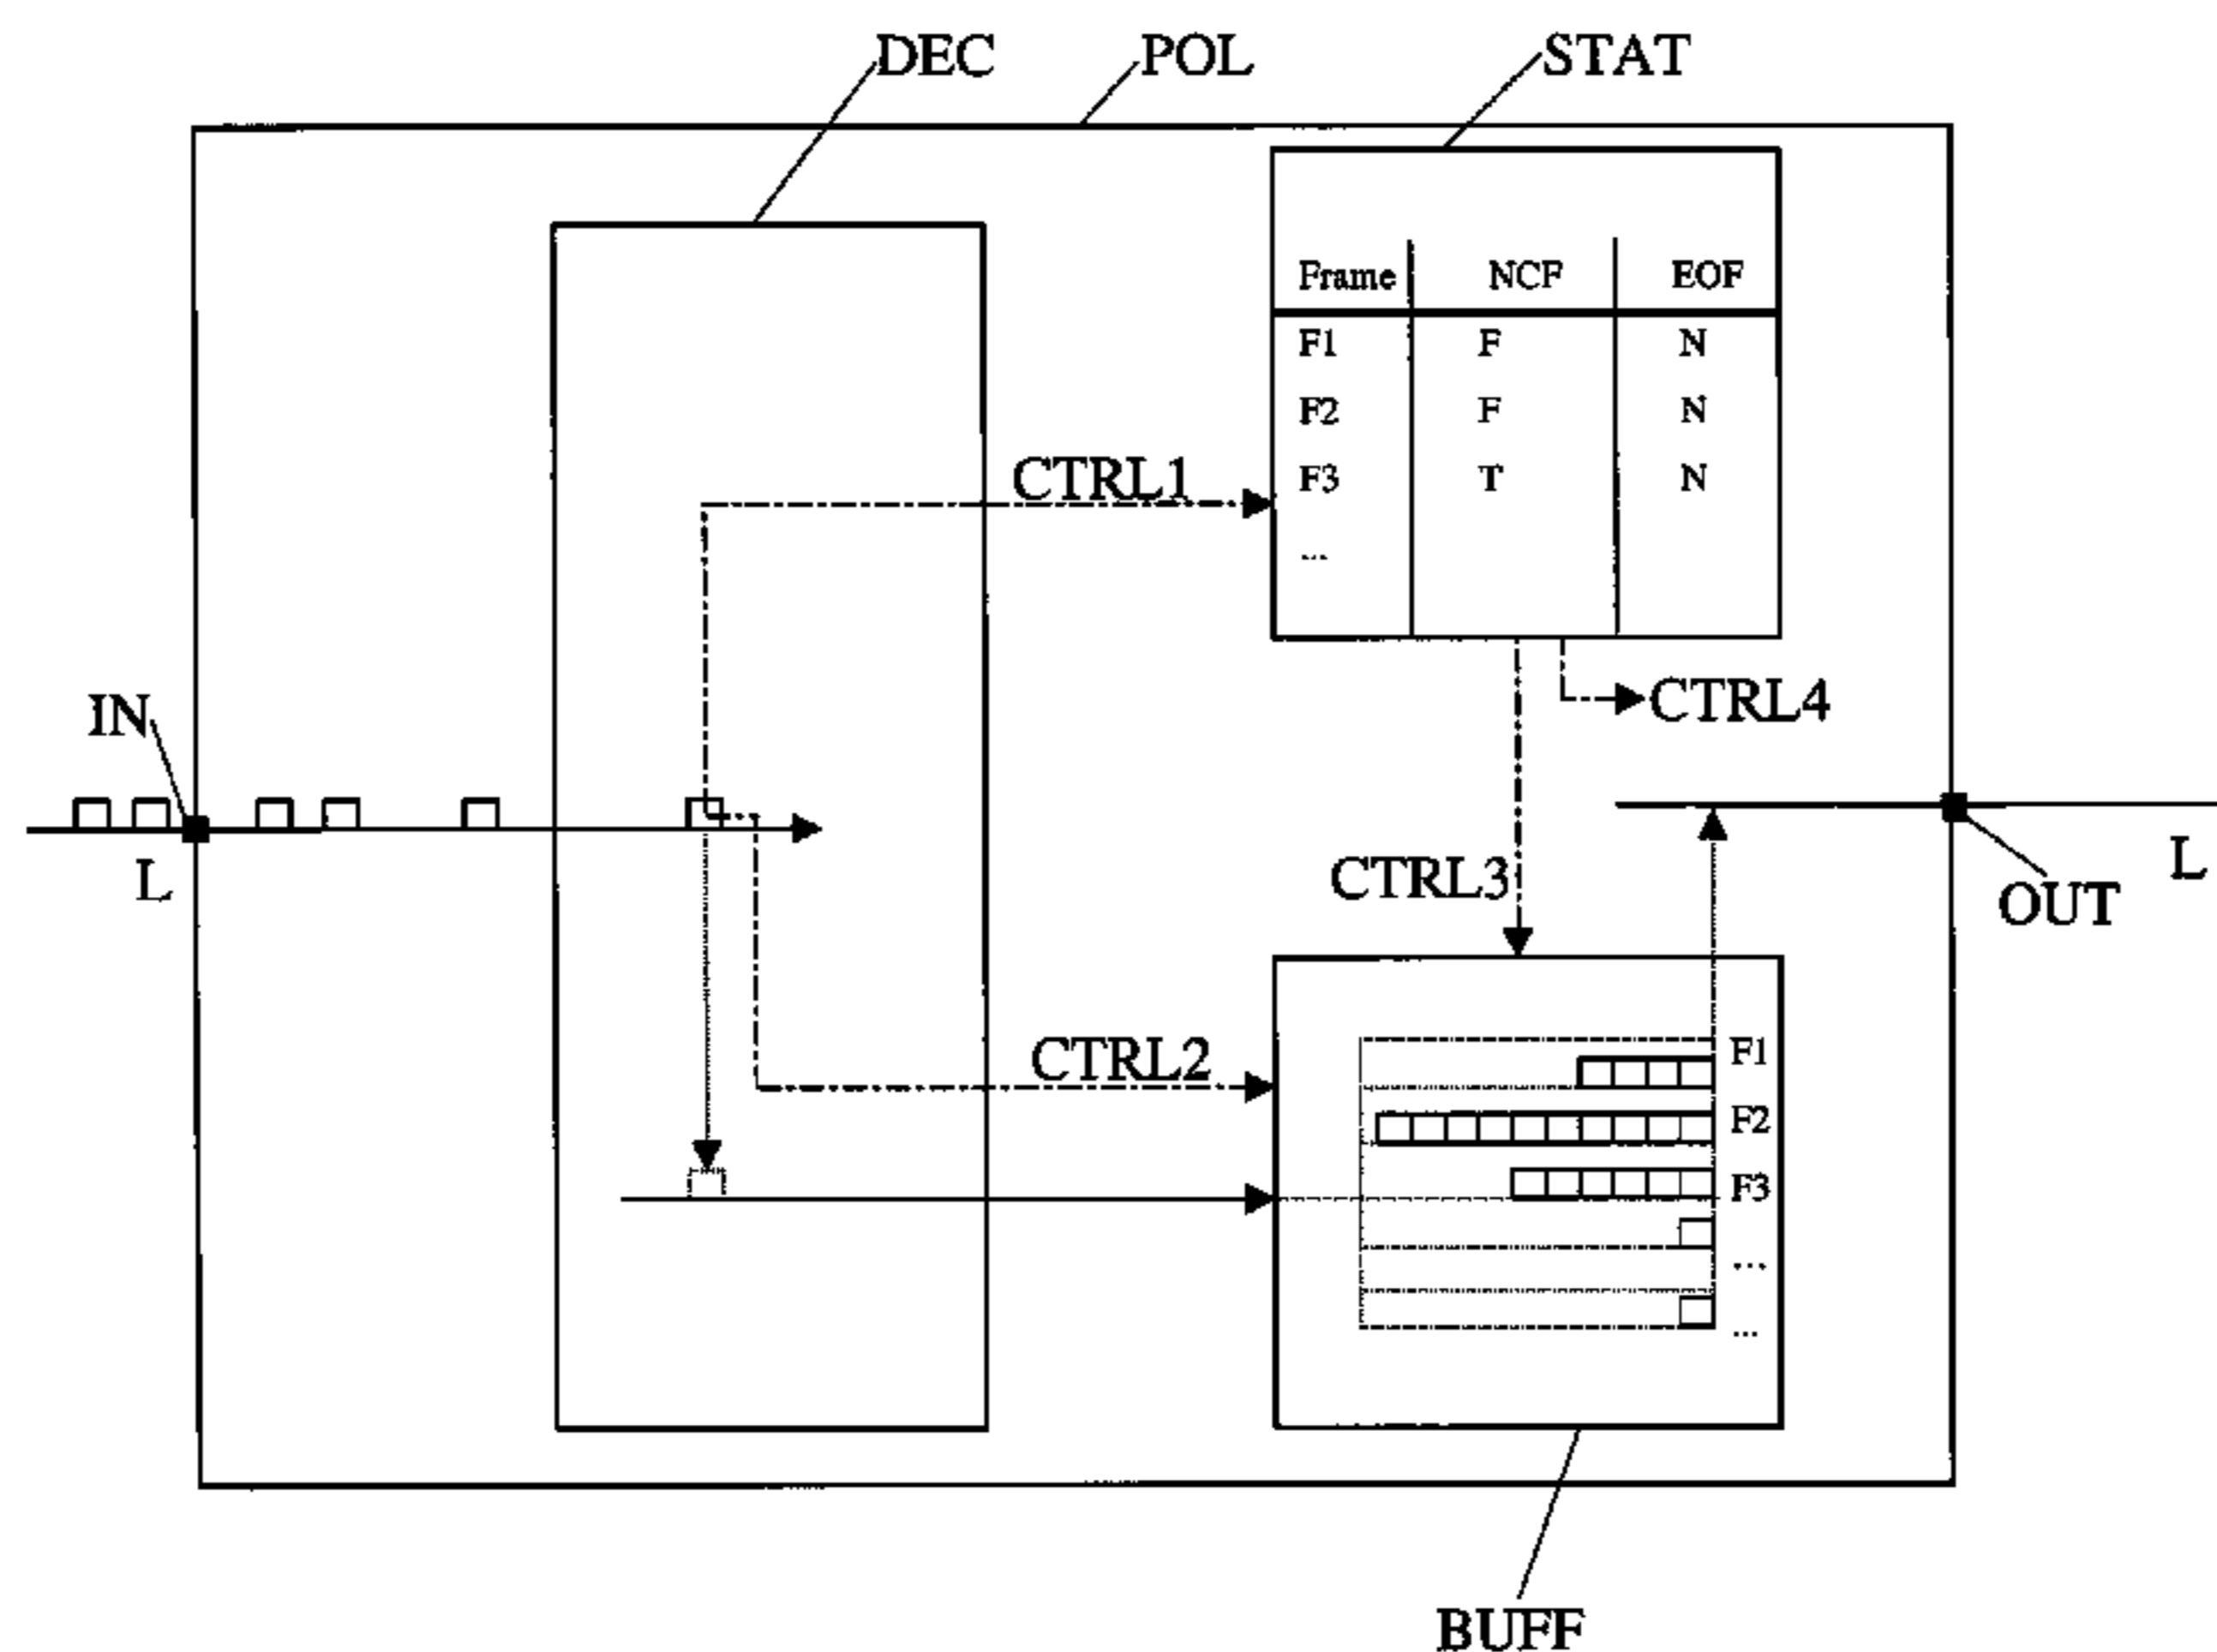 DEC POL STAT
Frame NCF EOF
F1 F N
F2 F N
F3 T N
...
CTRL1
IN
CTRL4
L
CTRL3
L
OUT
CTRL2
F1
F2
F3
...
...
BUFF